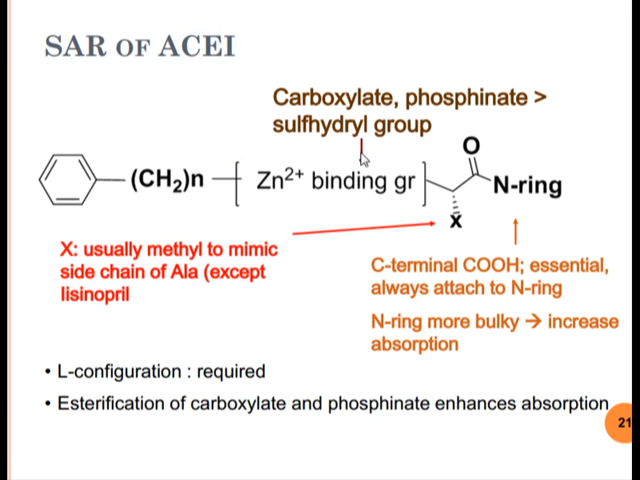 SAR OF ACEI
Carboxylate, phosphinate >
sulfhydryl group
O
(CH2)n
Zn2+ binding gr
N-ring
X
X: usually methyl to mimic
side chain of Ala (except
lisinopril
C-terminal COOH; essential,
always attach to N-ring
N-ring more bulky → increase
absorption
• L-configuration : required
• Esterification of carboxylate and phosphinate enhances absorption
21